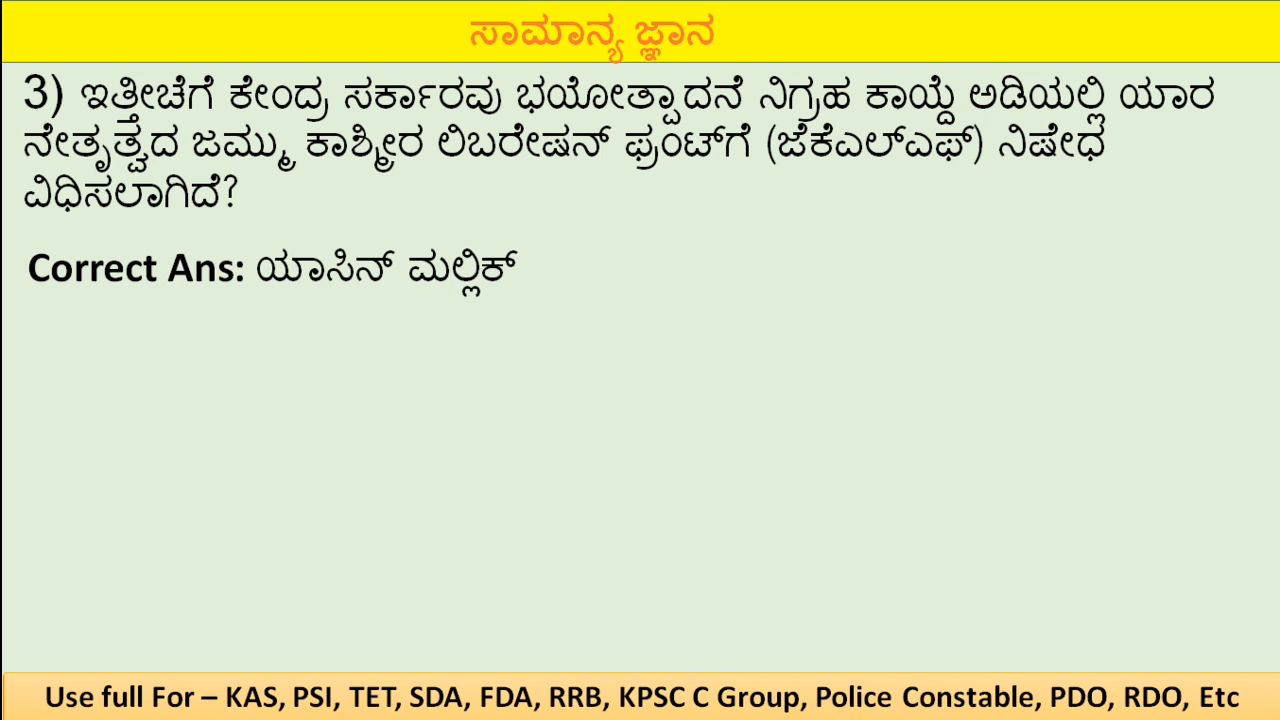 ಸಾಮಾನ್ಯ ಜ್ಞಾನ
3) ಇತ್ತೀಚೆಗೆ ಕೇಂದ್ರ ಸರ್ಕಾರವು ಭಯೋತ್ಪಾದನೆ ನಿಗ್ರಹ ಕಾಯ್ದೆ ಅಡಿಯಲ್ಲಿ ಯಾರ
ನೇತೃತ್ವದ ಜಮ್ಮು ಕಾಶ್ಮೀರ ಲಿಬರೇಷನ್ ಫ್ರಂಟ್‌ಗೆ (ಜೆಕೆಎಲ್ಎಫ್) ನಿಷೇಧ
ವಿಧಿಸಲಾಗಿದೆ?
Correct Ans: ಯಾಸಿನ್ ಮಲ್ಲಿಕ್
Use full For – KAS, PSI, TET, SDA, FDA, RRB, KPSC C Group, Police Constable, PDO, RDO, Etc